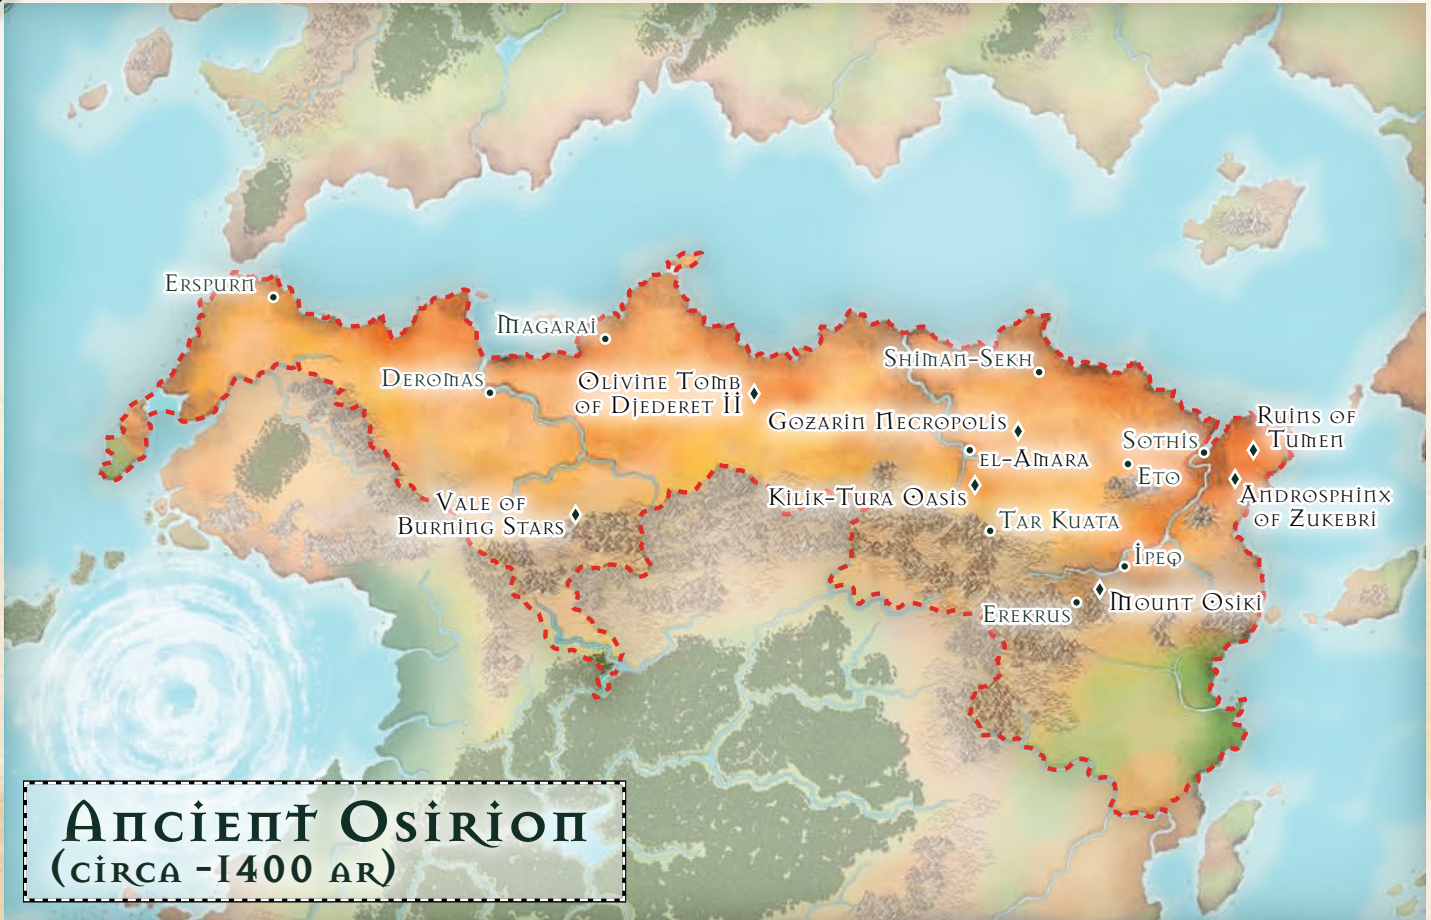 Erspurn
Magarai
Deromas
Olivine Tomb
of Djederet II
Shiman-Sekh
Gozarin Necropolis
el-Amara
Sothis
Eto
Ruins of
Tumen
Kilik-Tura Oasis
Androsphinx
of Zukebri
Vale of
Burning Stars
Tar Kuata
Ipeq
Erekrus
Mount Osiki
Ancient Osirion
(circa -1400 ar)